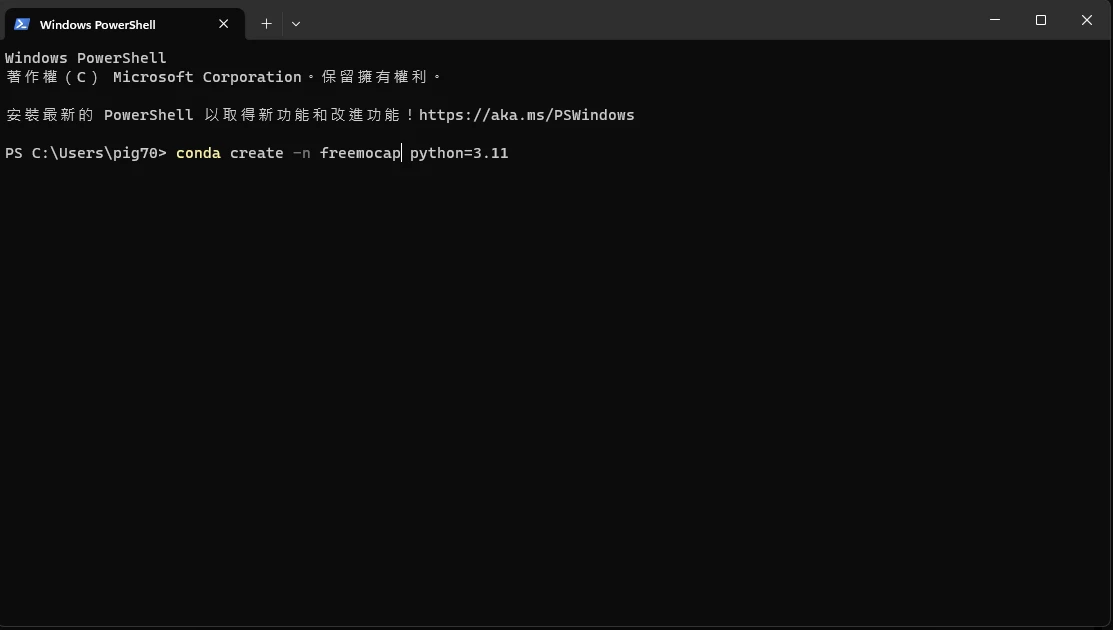 Windows PowerShell
Windows PowerShell
著作權（C） Microsoft Corporation。保留擁有權利。
安裝最新的 PowerShell 以取得新功能和改進功能！https://aka.ms/PSWindows
PS C:\Users\pig70> conda create -n freemocap python=3.11